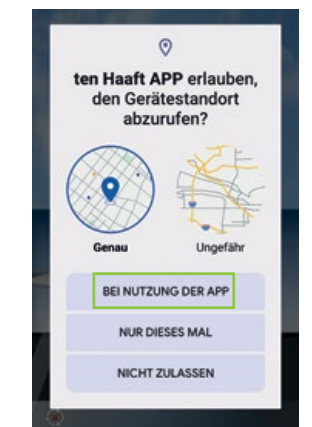 ten Haaft APP erlauben,
den Gerätestandort
abzurufen?
Genau Ungefähr
BEI NUTZUNG DER APP
NUR DIESES MAL
NICHT ZULASSEN